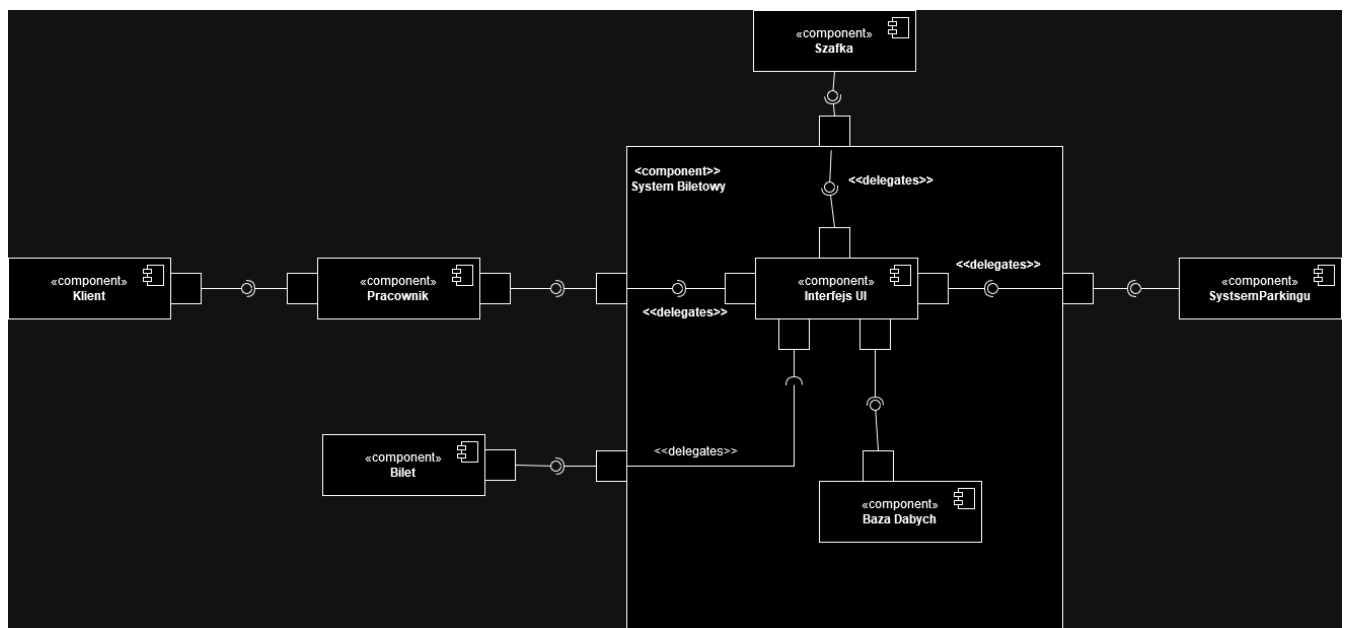 «component»
Szafka
<component>>
System Biletowy
<<delegates>>
«component»
Klient
«component»
Pracownik
<<delegates>>
«component»
Interfejs UI
<<delegates>>
«component»
SystsemParkingu
«component»
Bilet
<<delegates>>
«component»
Baza Dabych